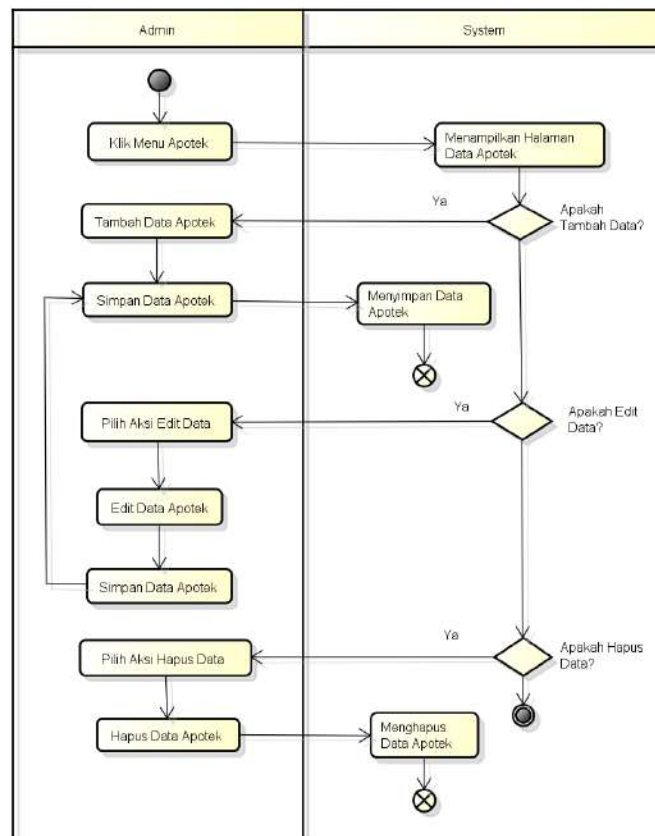 Admin
System
Klik Menu Apotek
Menampilkan Halaman
Data Apotek
Ya
Apakah
Tambah Data?
Tambah Data Apotek
Simpan Data Apotek
Menyimpan Data
Apotek
Pilih Aksi Edit Data
Ya
Apakah Edit
Data?
Edit Data Apotek
Simpan Data Apotek
Pilih Aksi Hapus Data
Ya
Apakah Hapus
Data?
Hapus Data Apotek
Menghapus
Data Apotek